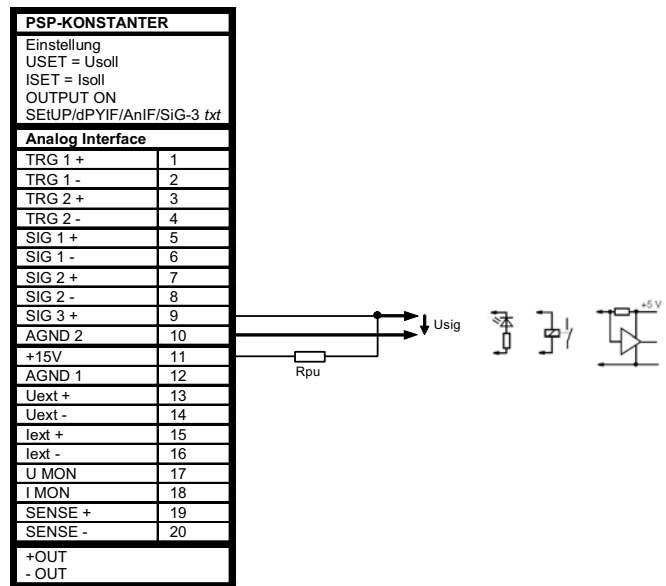 PSP-KONSTANTER
Einstellung
USET = Usoll
ISET = Isoll
OUTPUT ON
SEtUP/dPYIF/AnIF/SiG-3 txt
Analog Interface
TRG 1 + 1
TRG 1 - 2
TRG 2 + 3
TRG 2 - 4
SIG 1 + 5
SIG 1 - 6
SIG 2 + 7
SIG 2 - 8
SIG 3 + 9
AGND 2 10
+15V 11
AGND 1 12
Uext + 13
Uext - 14
Iext + 15
Iext - 16
U MON 17
I MON 18
SENSE + 19
SENSE - 20
+OUT
- OUT
Usig
Rpu
+5 V